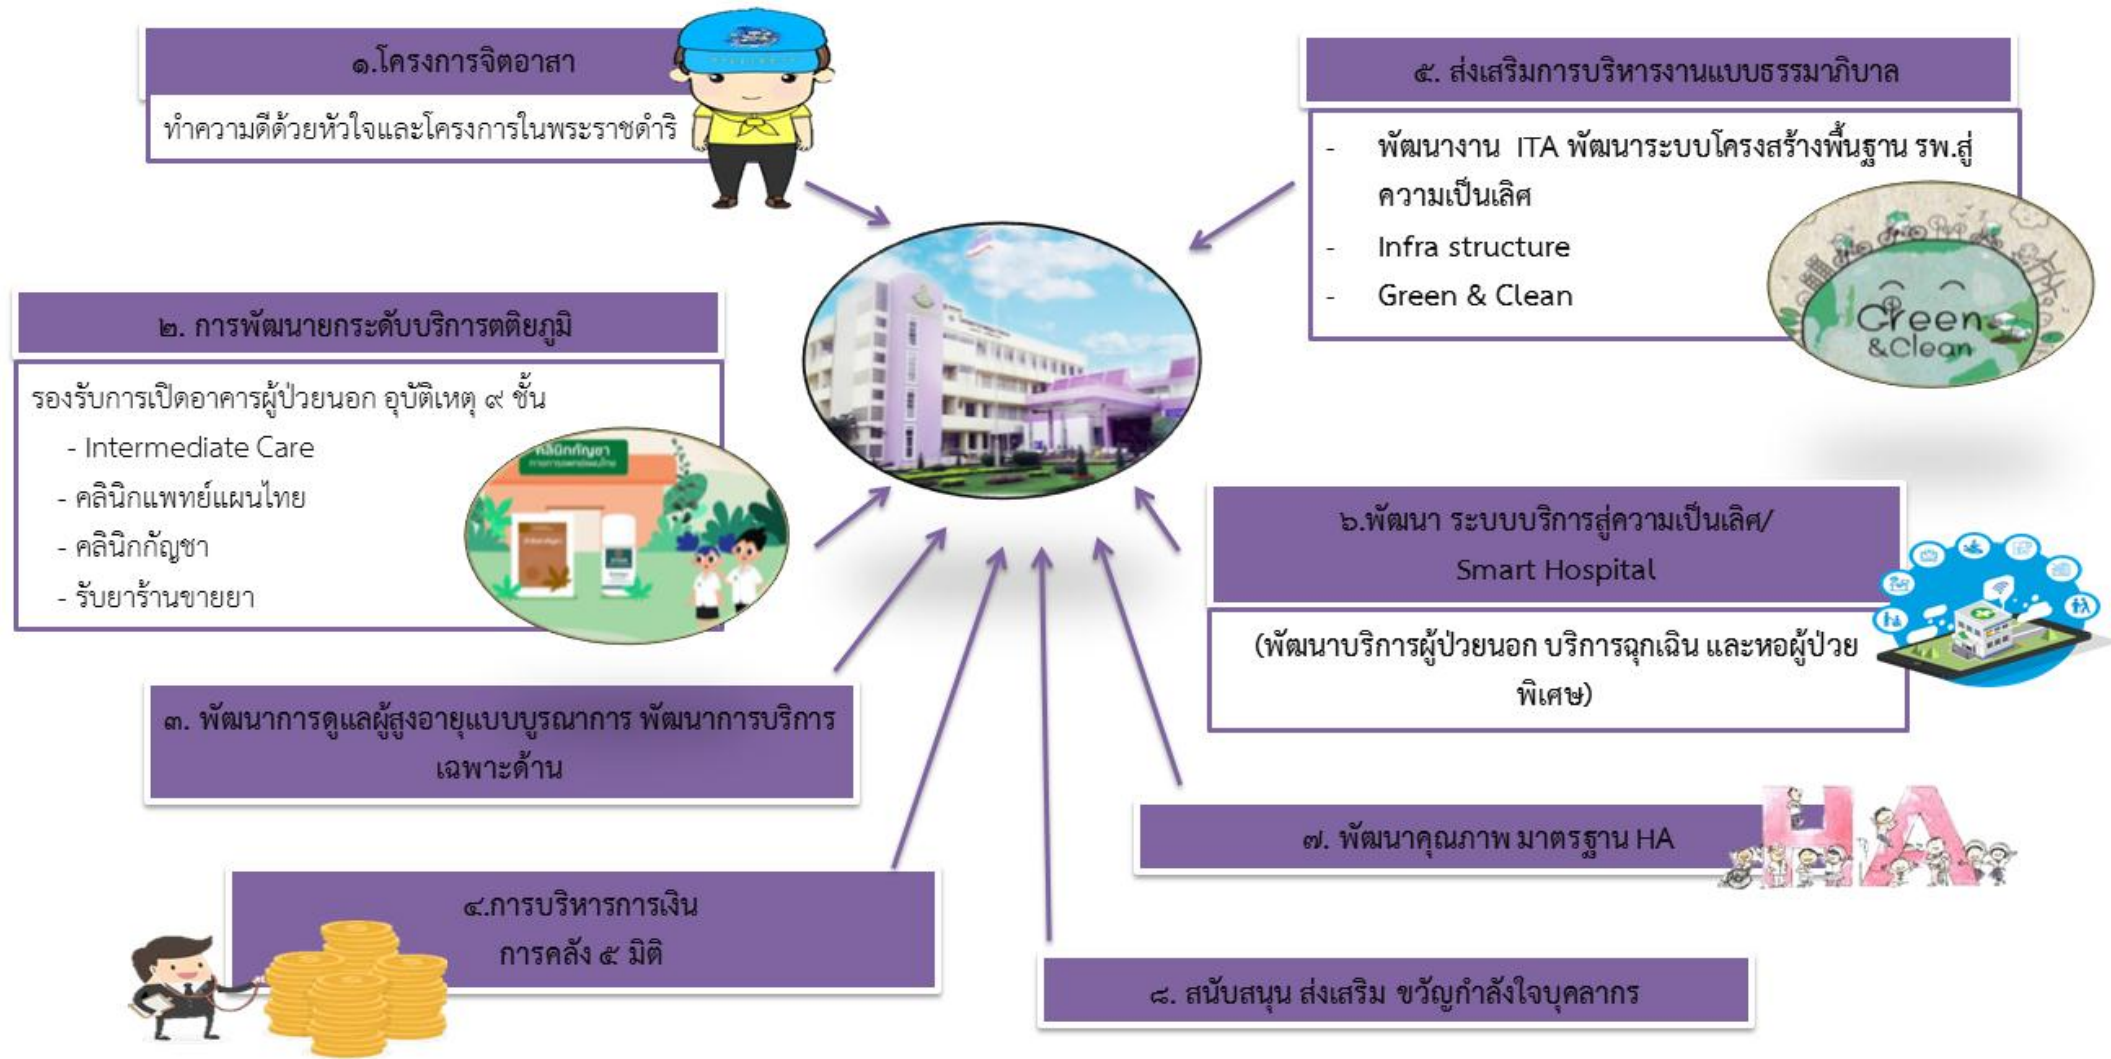 ๑.โครงการจิตอาสา
ทำความดีด้วยหัวใจและโครงการในพระราชดำริ
๒. การพัฒนายกระดับบริการตติยภูมิ
รองรับการเปิดอาคารผู้ป่วยนอก อุบัติเหตุ ๙ ชั้น
- Intermediate Care
- คลินิกแพทย์แผนไทย
- คลินิกกัญชา
- รับยาร้านขายยา
คลินิกกัญชา
ทางการแพทย์แผนไทย
๓. พัฒนาการดูแลผู้สูงอายุแบบบูรณาการ พัฒนาการบริการ
เฉพาะด้าน
๔.การบริหารการเงิน
การคลัง ๕ มิติ
๕. ส่งเสริมการบริหารงานแบบธรรมาภิบาล
- พัฒนางาน ITA พัฒนาระบบโครงสร้างพื้นฐาน รพ.สู่
ความเป็นเลิศ
- Infra structure
- Green & Clean
Green
&Clean
๖.พัฒนา ระบบบริการสู่ความเป็นเลิศ/
Smart Hospital
(พัฒนาบริการผู้ป่วยนอก บริการฉุกเฉิน และหอผู้ป่วย
พิเศษ)
๗. พัฒนาคุณภาพ มาตรฐาน HA
HA
๘. สนับสนุน ส่งเสริม ขวัญกำลังใจบุคลากร